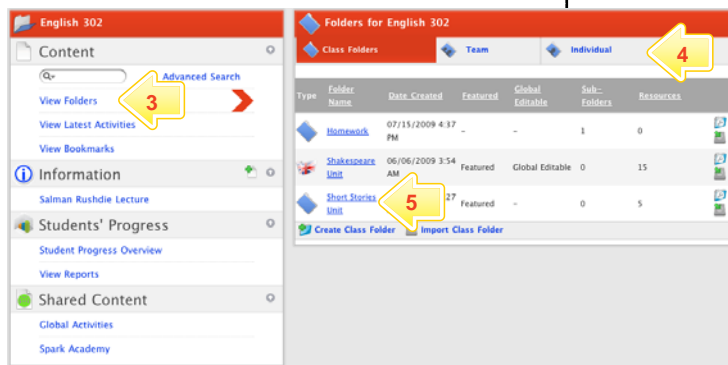 English 302
Content
Advanced Search
View Folders
3
View Latest Activities
View Bookmarks
Information
Salman Rushdie Lecture
Students' Progress
Student Progress Overview
View Reports
Shared Content
Global Activities
Spark Academy
Folders for English 302
Class Folders Team Individual 4
Type Folder Name Date Created Featured Global Editable Sub-Folders Resources
Homework 07/15/2009 4:37 PM - - 1 0
Shakespeare Unit 06/06/2009 3:54 AM Featured Global Editable 0 15
Short Stories Unit 5 27 Featured - 0 5
Create Class Folder Import Class Folder